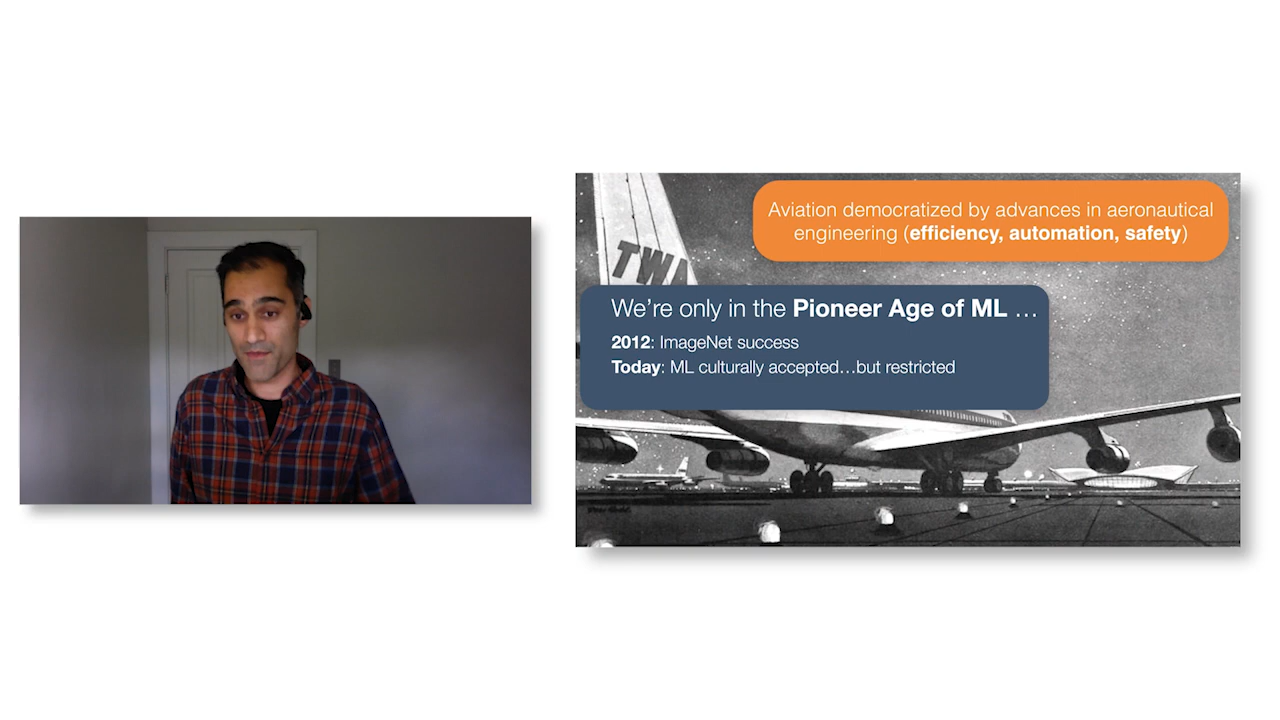 Aviation democratized by advances in aeronautical
engineering (efficiency, automation, safety)
TWA
We're only in the Pioneer Age of ML …
2012: ImageNet success
Today: ML culturally accepted…but restricted